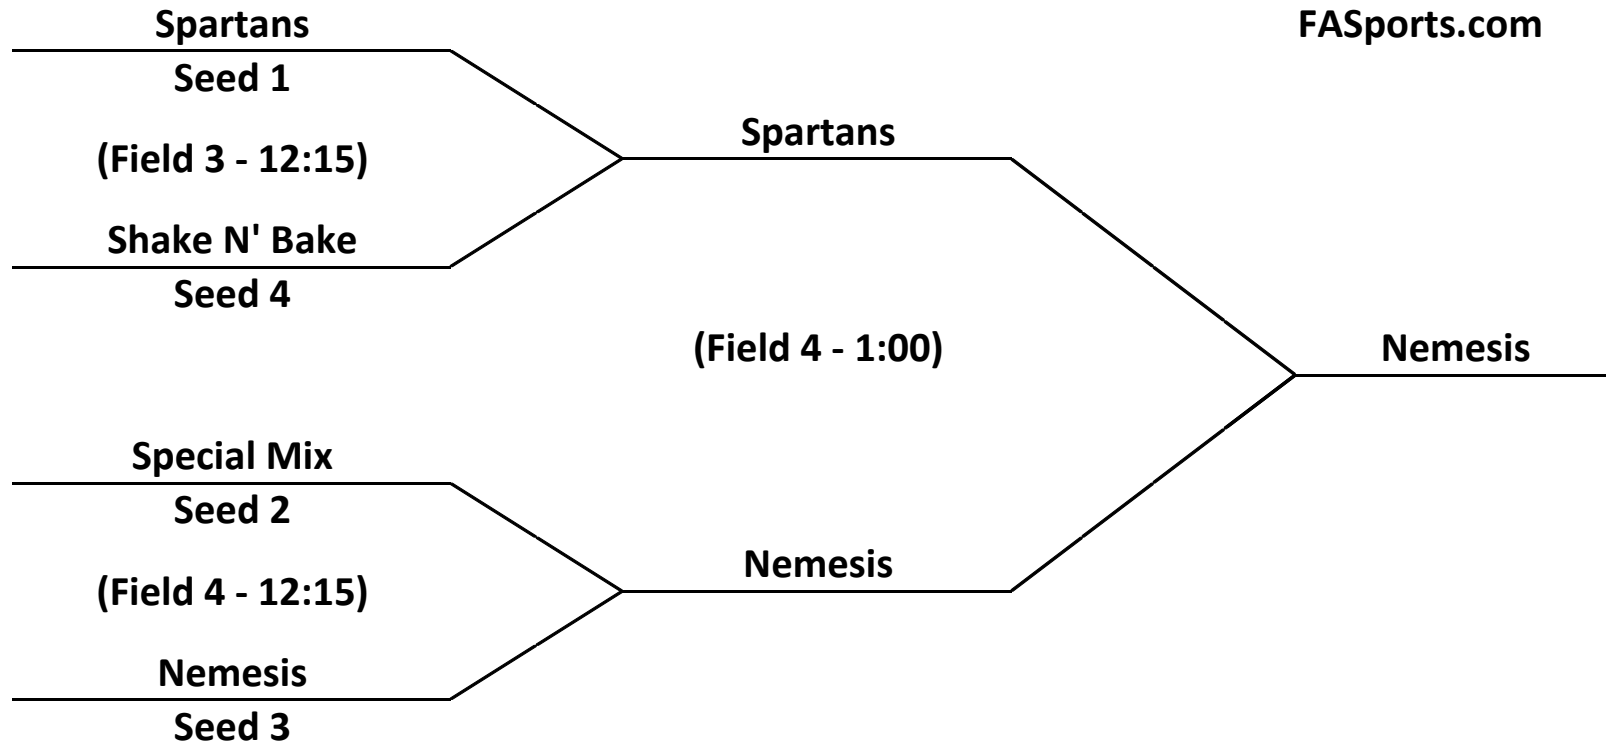 Spartans
FASports.com
Seed 1
Spartans
(Field 3 - 12:15)
Shake N' Bake
Seed 4
(Field 4 - 1:00)
Nemesis
Special Mix
Seed 2
Nemesis
(Field 4 - 12:15)
Nemesis
Seed 3